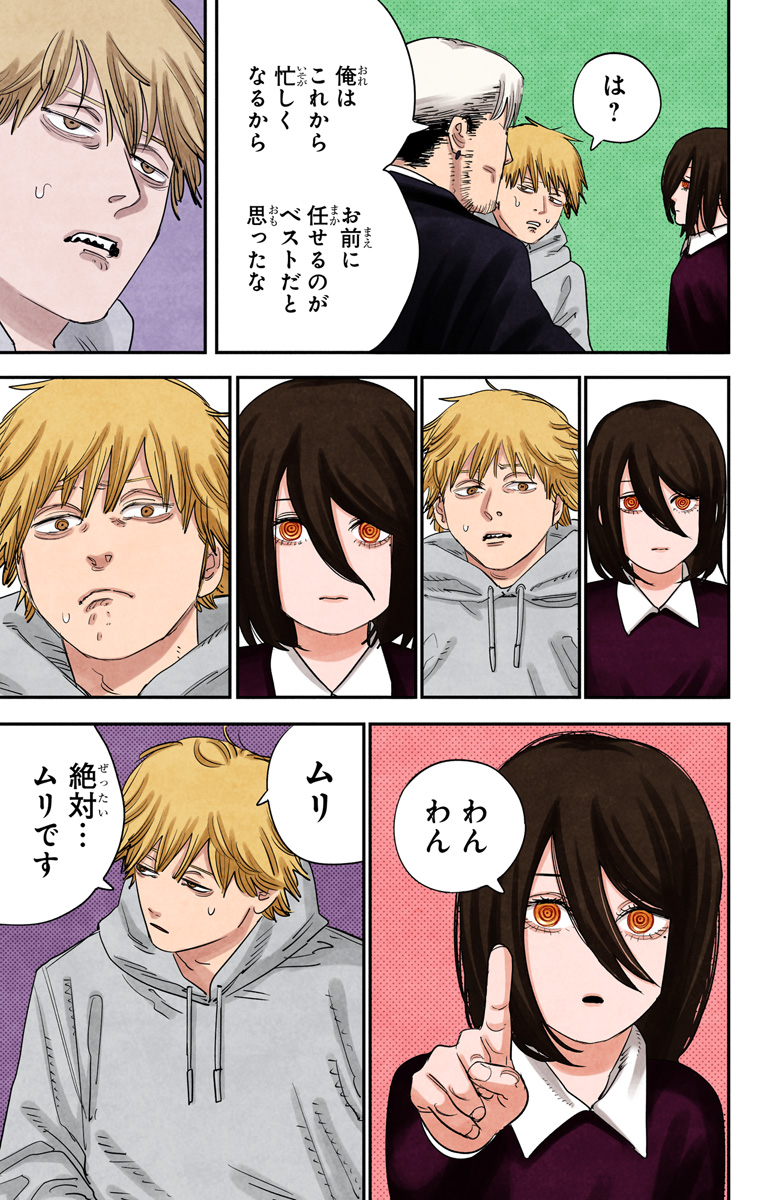 は？
俺は
これから
忙しく
なるから
お前に
任せるのが
ベストだと
思ったな
わん
わん
ムリ
絶対…
ムリです